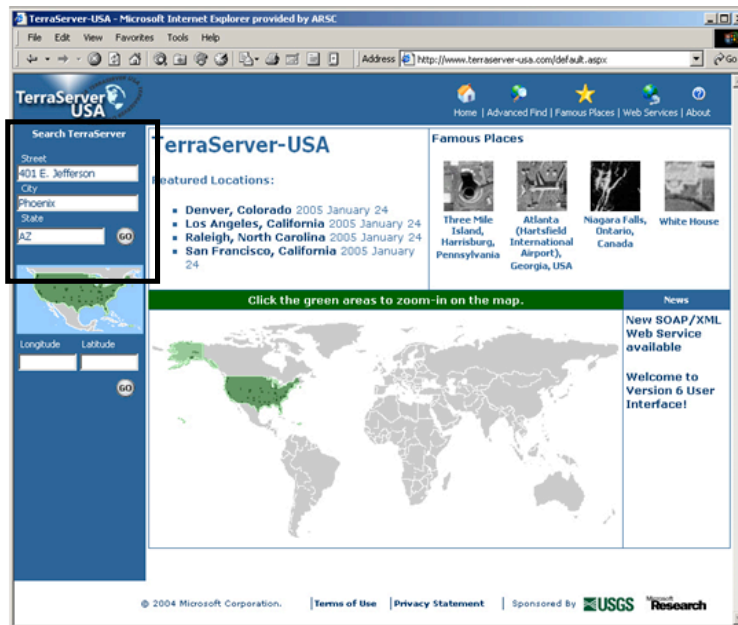 TerraServer-USA - Microsoft Internet Explorer provided by ARSC
File Edit View Favorites Tools Help
Address http://www.terraserver-usa.com/default.aspx Go
TerraServer
USA
Home | Advanced Find | Famous Places | Web Services | About
Search TerraServer
Street
401 E. Jefferson
City
Phoenix
State
AZ
GO
Longitude Latitude
GO
TerraServer-USA
Featured Locations:
Denver, Colorado 2005 January 24
Los Angeles, California 2005 January 24
Raleigh, North Carolina 2005 January 24
San Francisco, California 2005 January
24
Famous Places
Three Mile
Island,
Harrisburg,
Pennsylvania
Atlanta
(Hartsfield
International
Airport),
Georgia, USA
Niagara Falls,
Ontario,
Canada
White House
Click the green areas to zoom-in on the map.
News
New SOAP/XML
Web Service
available
Welcome to
Version 6 User
Interface!
© 2004 Microsoft Corporation. |Terms of Use |Privacy Statement | Sponsored By USGS Microsoft Research